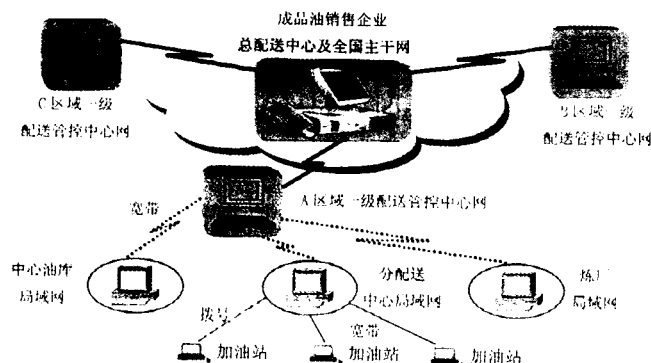 成品油销售企业
总配送中心及全国主干网
C区域一级
配送管控中心网
B区域一级
配送管控中心网
A区域一级配送管控中心网
宽带
中心油库
局域网
分配送
中心局域网
炼厂
局域网
拨号
宽带
加油站
加油站
加油站